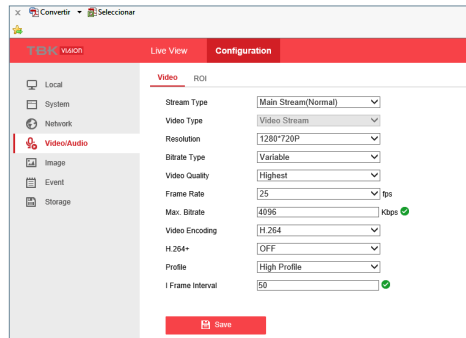 x Convertir Seleccionar
TBK VISION Live View Configuration
Video ROI
Local
System
Network
Video/Audio
Image
Event
Storage
Stream Type Main Stream(Normal)
Video Type Video Stream
Resolution 1280*720P
Bitrate Type Variable
Video Quality Highest
Frame Rate 25 fps
Max. Bitrate 4096 Kbps
Video Encoding H.264
H.264+ OFF
Profile High Profile
I Frame Interval 50
Save